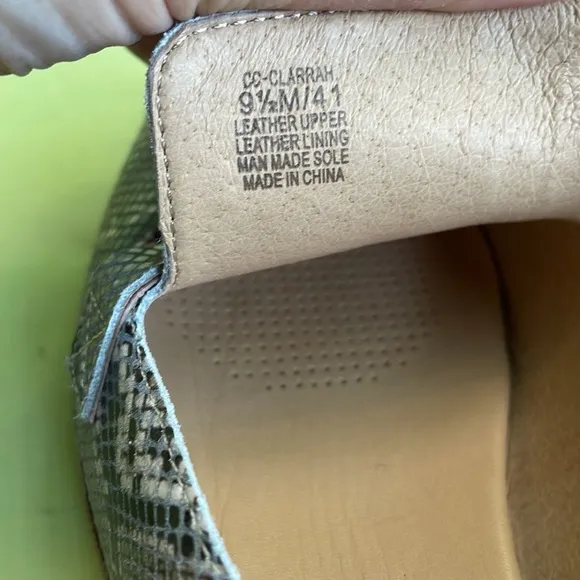 CC-CLARRAH
9½M/41
LEATHER UPPER
LEATHER LINING
MAN MADE SOLE
MADE IN CHINA